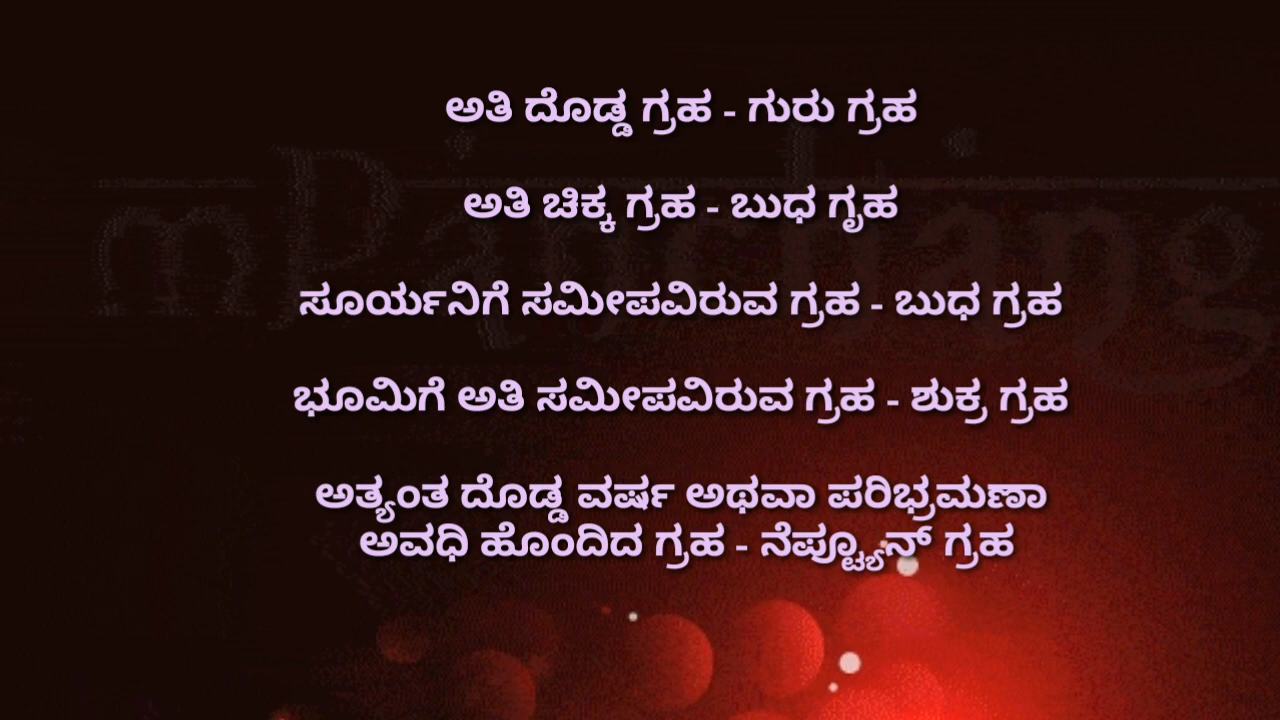 ಅತಿ ದೊಡ್ಡ ಗ್ರಹ - ಗುರು ಗ್ರಹ
ಅತಿ ಚಿಕ್ಕ ಗ್ರಹ - ಬುಧ ಗೃಹ
ಸೂರ್ಯನಿಗೆ ಸಮೀಪವಿರುವ ಗ್ರಹ - ಬುಧ ಗ್ರಹ
ಭೂಮಿಗೆ ಅತಿ ಸಮೀಪವಿರುವ ಗ್ರಹ - ಶುಕ್ರ ಗ್ರಹ
ಅತ್ಯಂತ ದೊಡ್ಡ ವರ್ಷ ಅಥವಾ ಪರಿಭ್ರಮಣಾ
ಅವಧಿ ಹೊಂದಿದ ಗ್ರಹ - ನೆಪ್ಟ್ಯೂನ್ ಗ್ರಹ